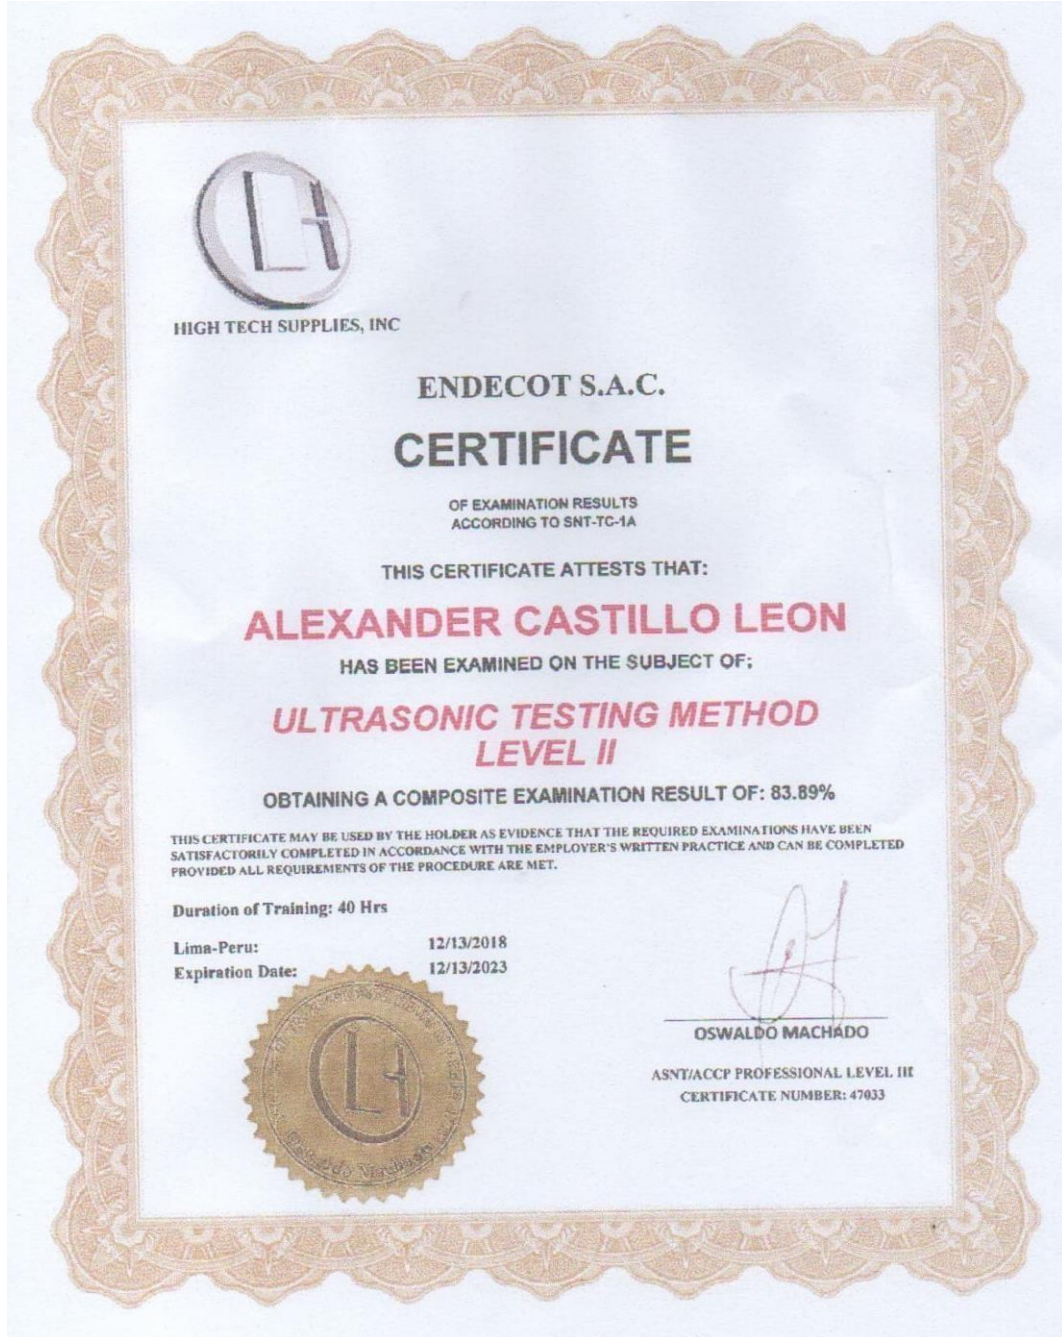 HIGH TECH SUPPLIES, INC
ENDECOT S.A.C.
CERTIFICATE
OF EXAMINATION RESULTS
ACCORDING TO SNT-TC-1A
THIS CERTIFICATE ATTESTS THAT:
ALEXANDER CASTILLO LEON
HAS BEEN EXAMINED ON THE SUBJECT OF;
ULTRASONIC TESTING METHOD
LEVEL II
OBTAINING A COMPOSITE EXAMINATION RESULT OF: 83.89%
THIS CERTIFICATE MAY BE USED BY THE HOLDER AS EVIDENCE THAT THE REQUIRED EXAMINATIONS HAVE BEEN
SATISFACTORILY COMPLETED IN ACCORDANCE WITH THE EMPLOYER'S WRITTEN PRACTICE AND CAN BE COMPLETED
PROVIDED ALL REQUIREMENTS OF THE PROCEDURE ARE MET.
Duration of Training: 40 Hrs
Lima-Peru: 12/13/2018
Expiration Date: 12/13/2023
OSWALDO MACHADO
ASNT/ACCP PROFESSIONAL LEVEL III
CERTIFICATE NUMBER: 47033